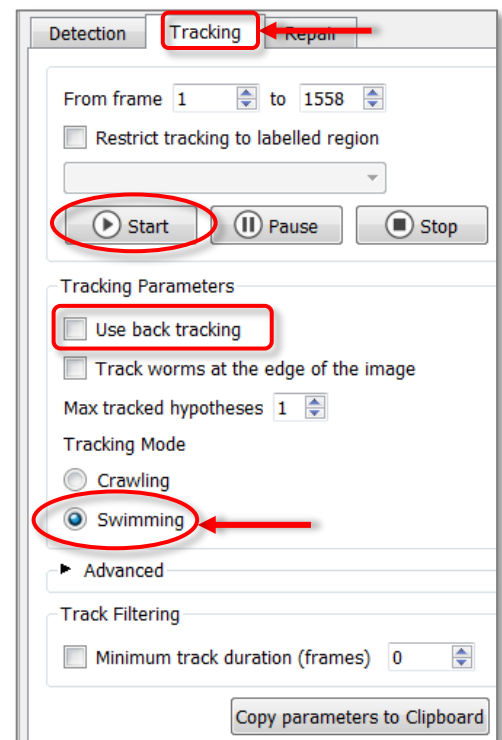 Detection Tracking Repair
From frame 1 to 1558
Restrict tracking to labelled region
Start Pause Stop
Tracking Parameters
Use back tracking
Track worms at the edge of the image
Max tracked hypotheses 1
Tracking Mode
Crawling
Swimming
Advanced
Track Filtering
Minimum track duration (frames) 0
Copy parameters to Clipboard